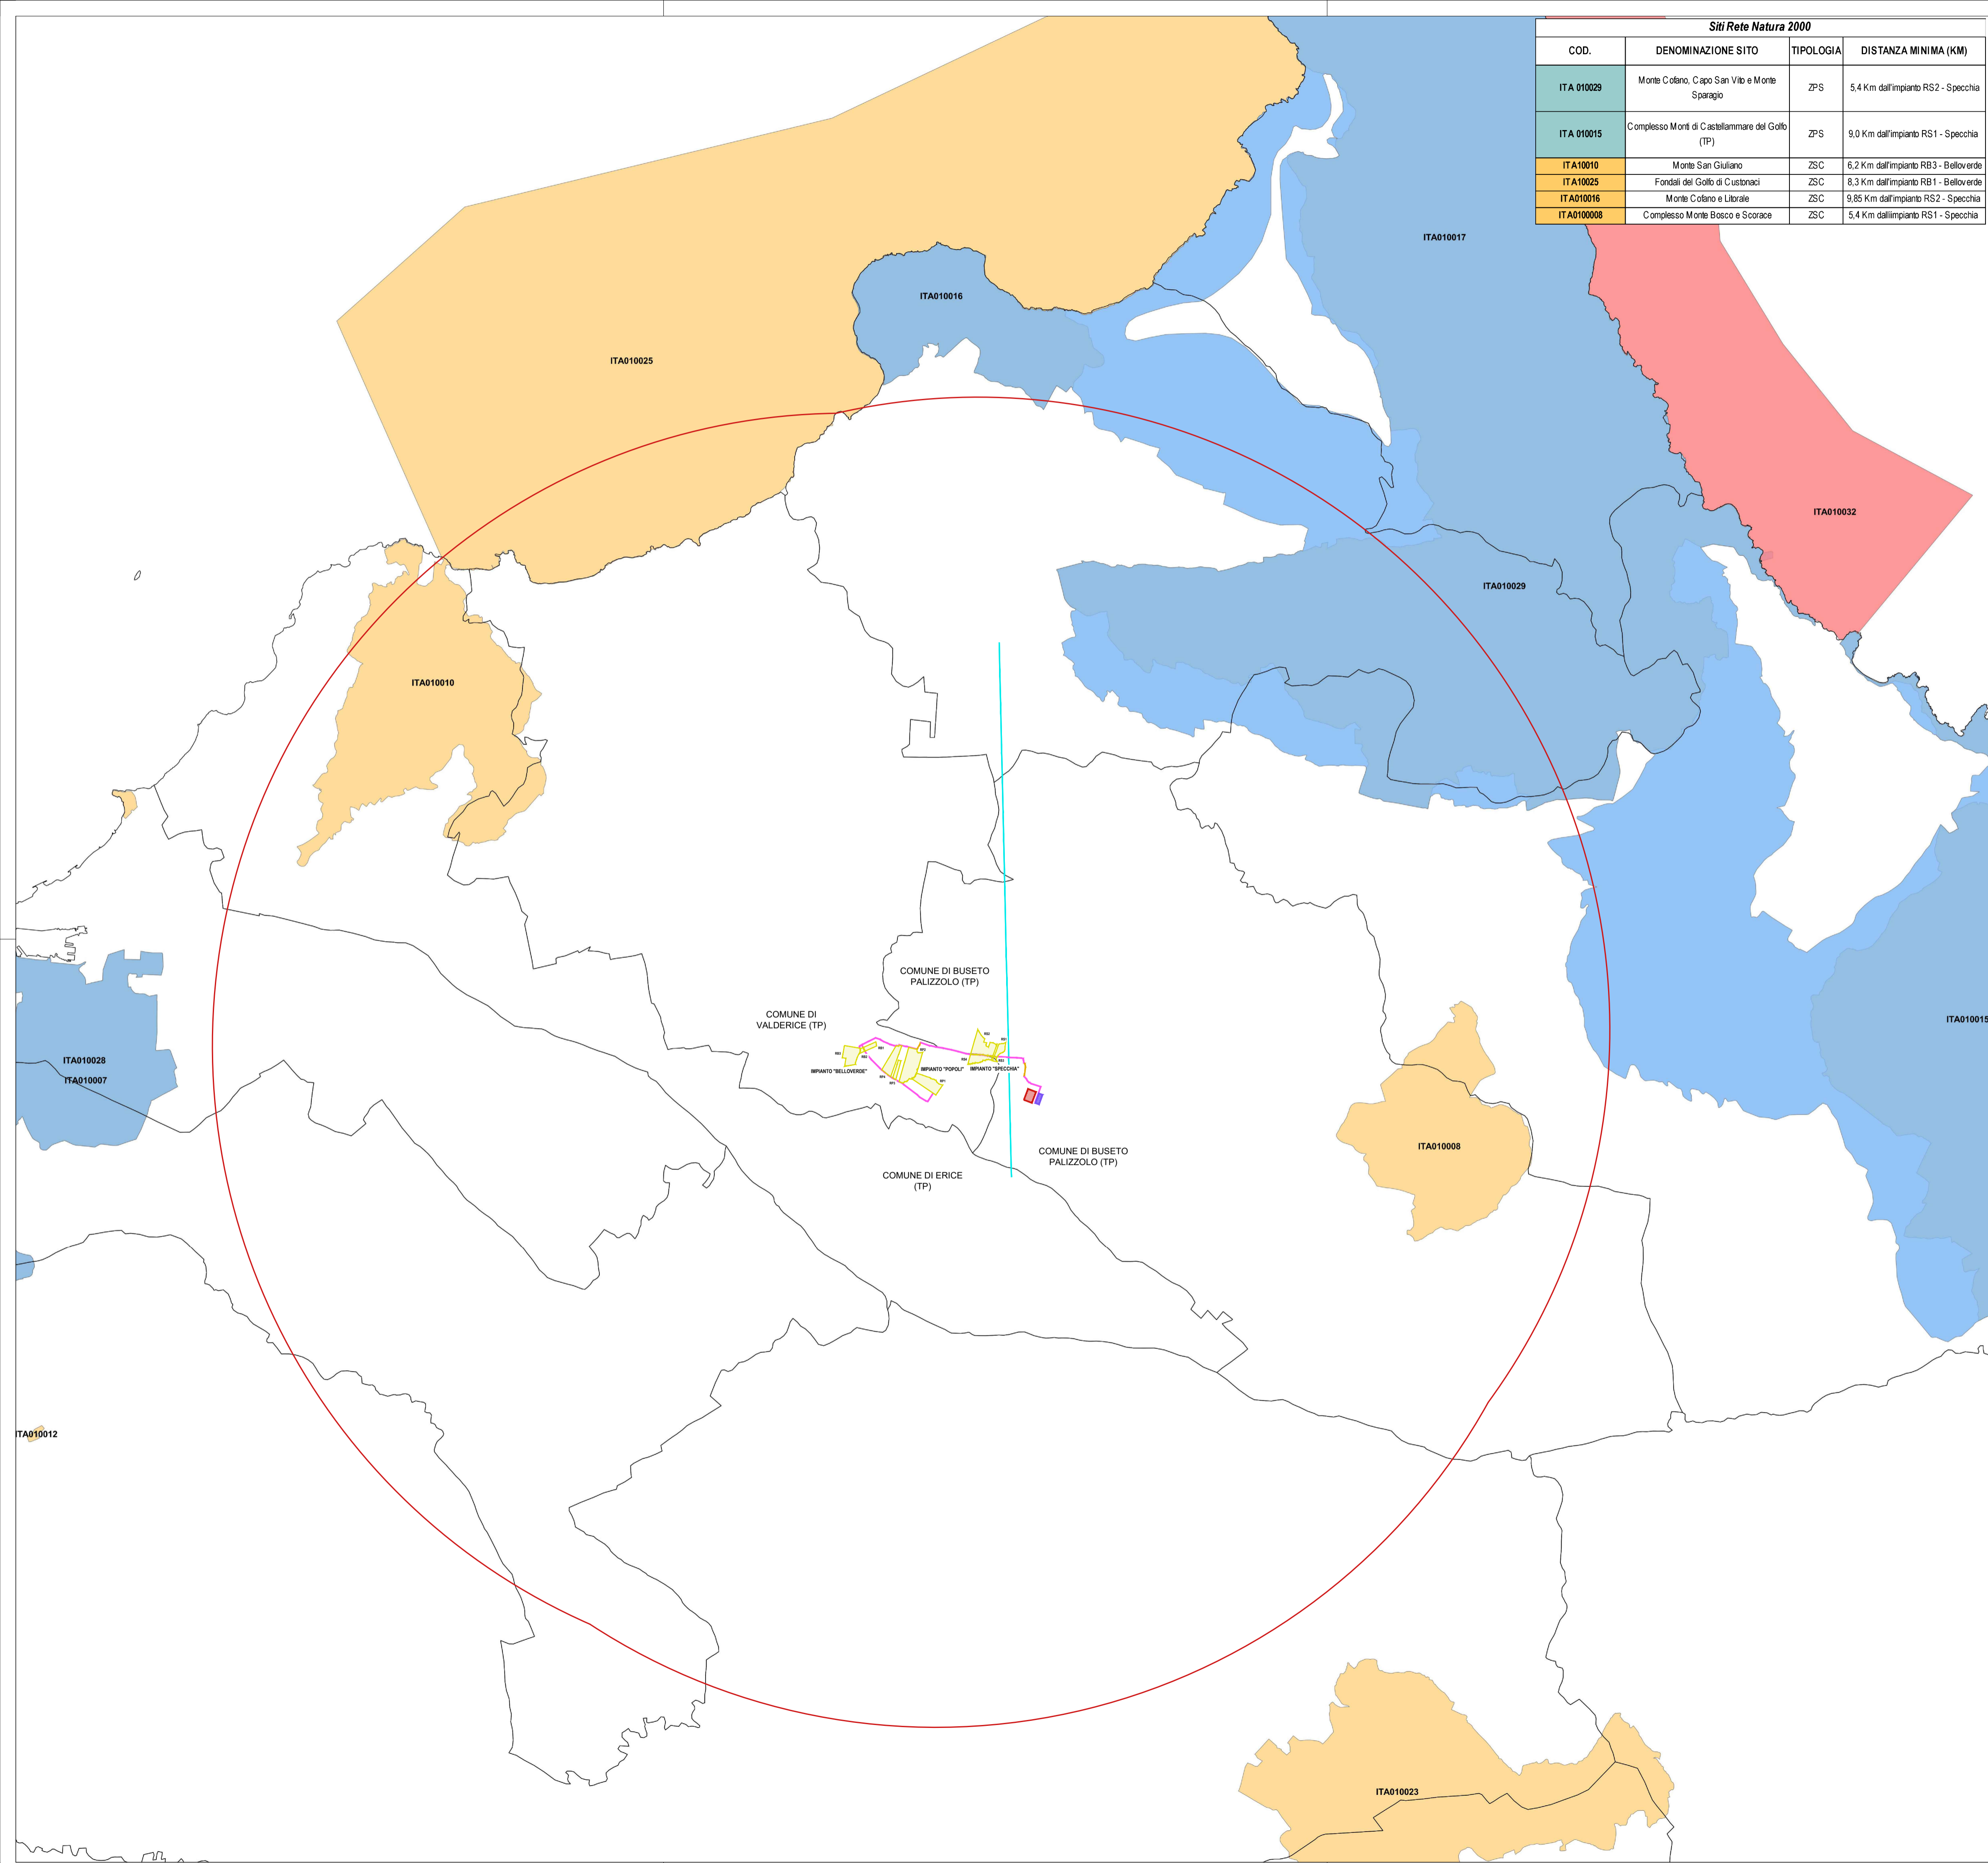 Siti Rete Natura 2000
COD. DENOMINAZIONE SITO TIPOLOGIA DISTANZA MINIMA (KM)
ITA 010029 Monte Cofano, Capo San Vito e Monte Sparagio ZPS 5,4 Km dall'impianto RS2 - Specchia
ITA 010015 Complesso Monti di Castellammare del Golfo (TP) ZPS 9,0 Km dall'impianto RS1 - Specchia
ITA10010 Monte San Giuliano ZSC 6,2 Km dall'impianto RB3 - Belloverde
ITA10025 Fondali del Golfo di Custonaci ZSC 8,3 Km dall'impianto RB1 - Belloverde
ITA010016 Monte Cofano e Litorale ZSC 9,85 Km dall'impianto RS2 - Specchia
ITA0100008 Complesso Monte Bosco e Scorace ZSC 5,4 Km dalliimpianto RS1 - Specchia
ITA010017
ITA010016
ITA010025
ITA010032
ITA010029
ITA010010
COMUNE DI BUSETO
PALIZZOLO (TP)
COMUNE DI
VALDERICE (TP)
ITA010015
ITA010028
ITA010007
IMPIANTO "BELLOVERDE"
IMPIANTO "POPOLI"
IMPIANTO "SPECCHIA"
RP1
ITA010008
COMUNE DI BUSETO
PALIZZOLO (TP)
COMUNE DI ERICE
(TP)
ITA010012
ITA010023